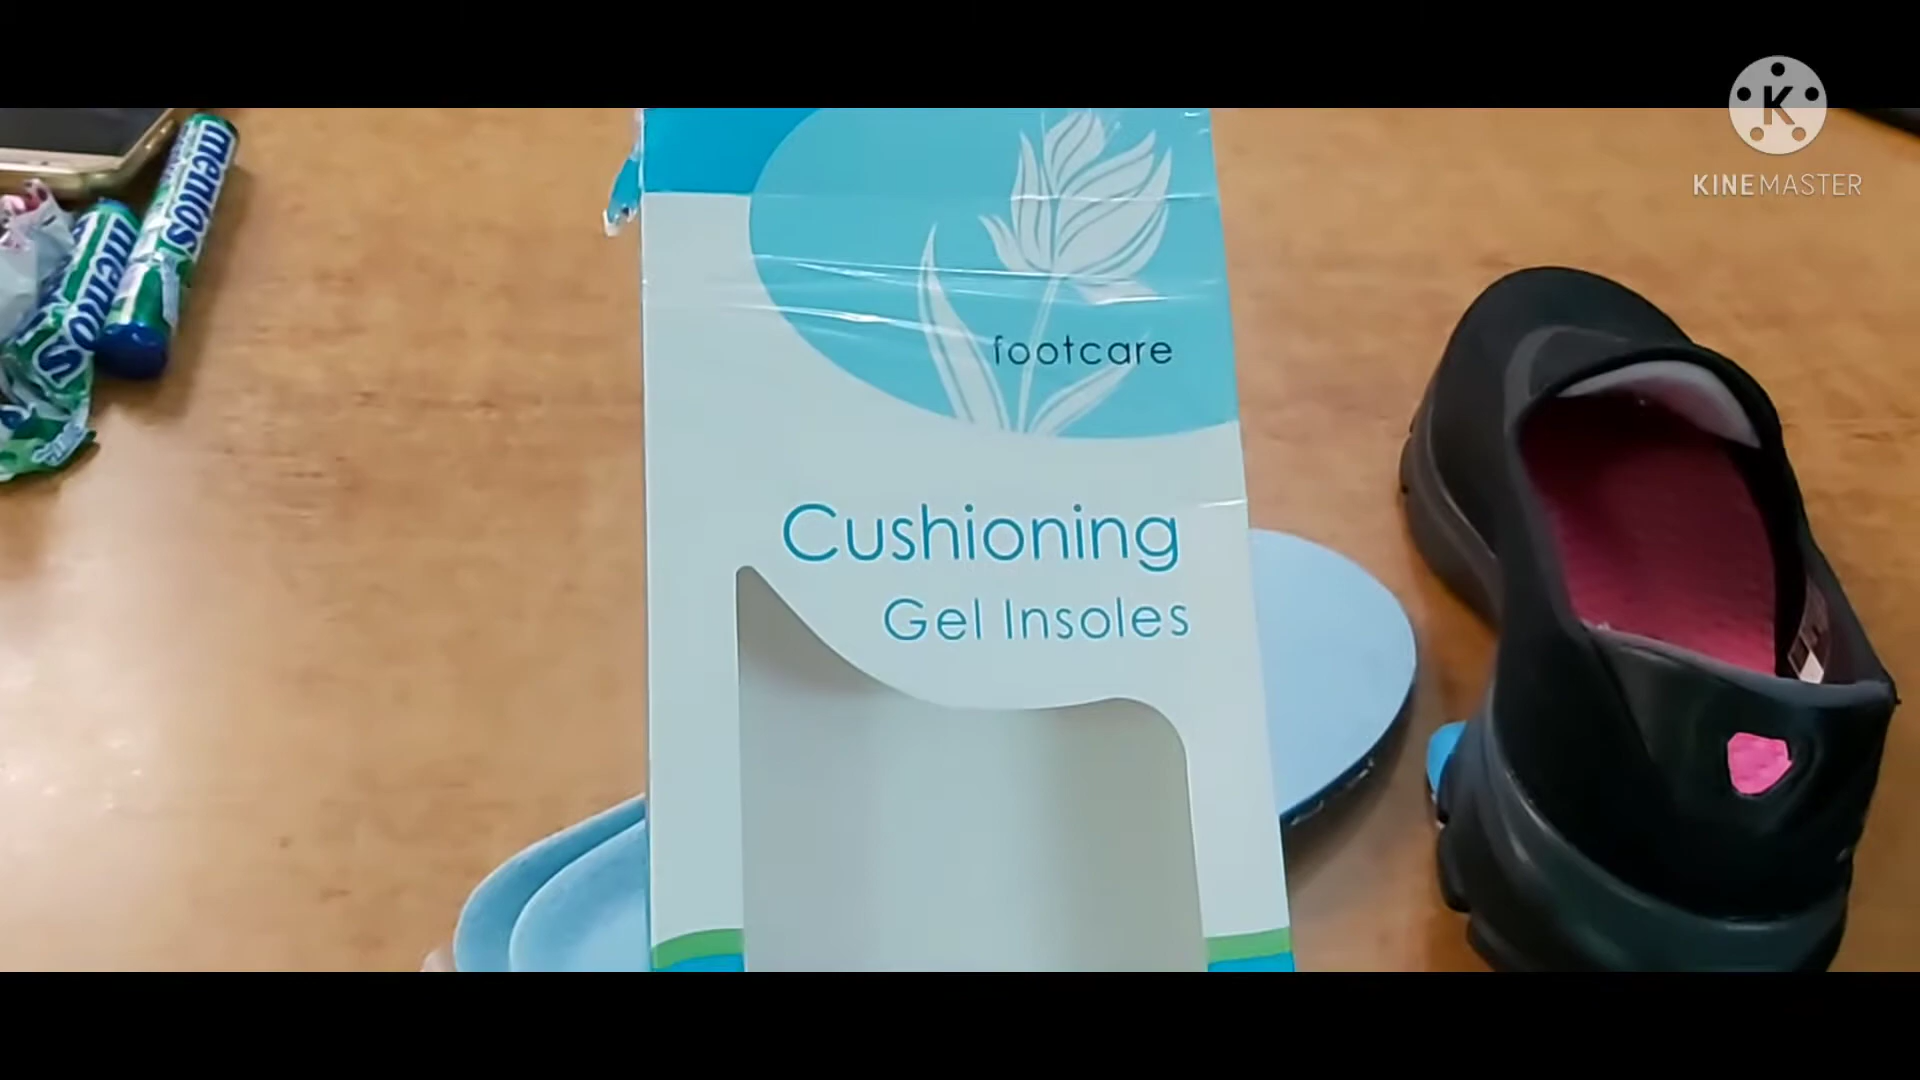 mentos
mentos
KINEMASTER
footcare
Cushioning
Gel Insoles